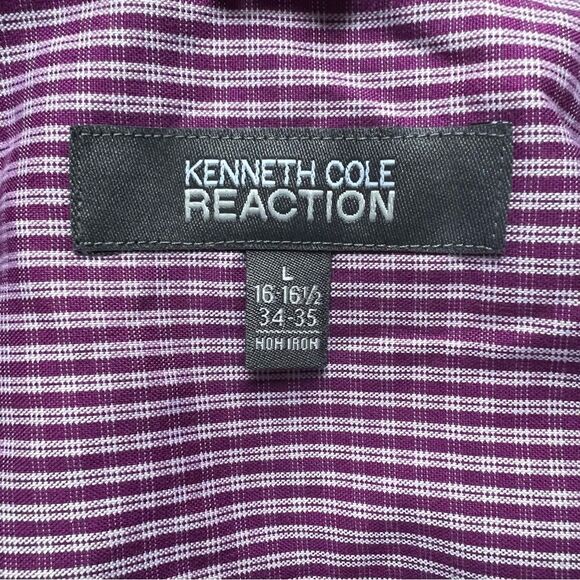 KENNETH COLE
REACTION
L
16-16½
34-35
NON IRON